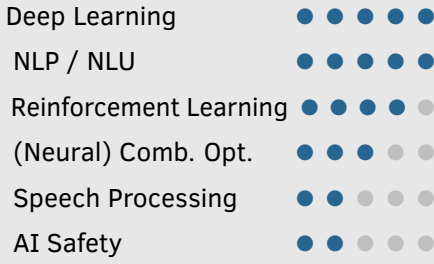 Deep Learning
NLP / NLU
Reinforcement Learning
(Neural) Comb. Opt.
Speech Processing
AI Safety